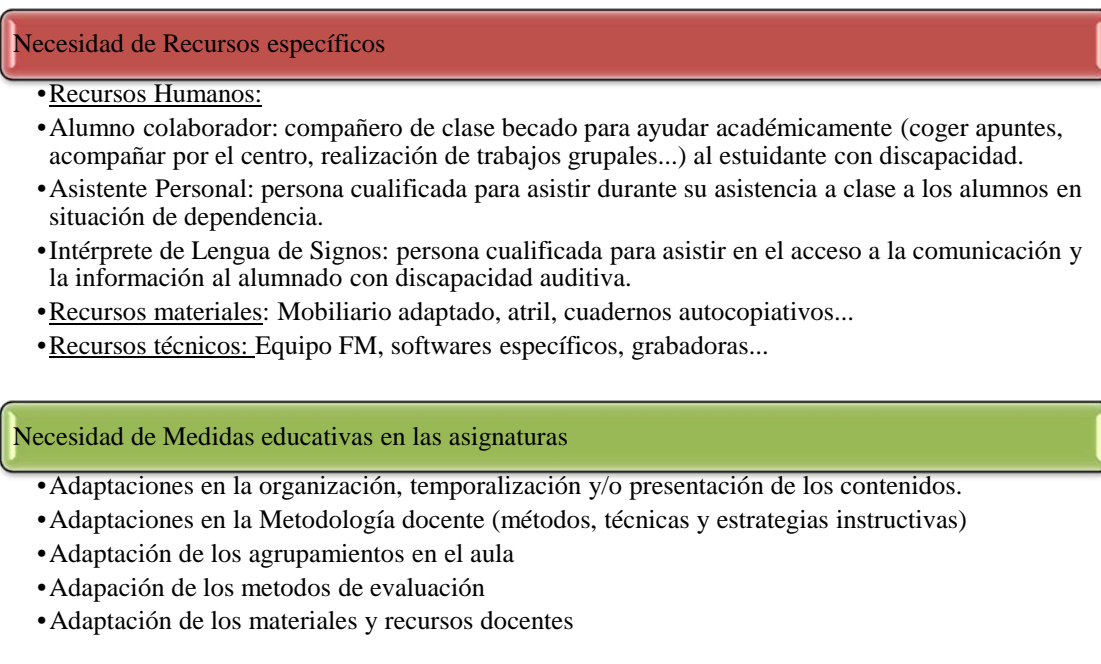 Necesidad de Recursos específicos
•Recursos Humanos:
•Alumno colaborador: compañero de clase becado para ayudar académicamente (coger apuntes,
acompañar por el centro, realización de trabajos grupales...) al estuidante con discapacidad.
•Asistente Personal: persona cualificada para asistir durante su asistencia a clase a los alumnos en
situación de dependencia.
•Intérprete de Lengua de Signos: persona cualificada para asistir en el acceso a la comunicación y
la información al alumnado con discapacidad auditiva.
•Recursos materiales: Mobiliario adaptado, atril, cuadernos autocopiativos...
•Recursos técnicos: Equipo FM, softwares específicos, grabadoras...
Necesidad de Medidas educativas en las asignaturas
•Adaptaciones en la organización, temporalización y/o presentación de los contenidos.
•Adaptaciones en la Metodología docente (métodos, técnicas y estrategias instructivas)
•Adaptación de los agrupamientos en el aula
•Adapación de los metodos de evaluación
•Adaptación de los materiales y recursos docentes